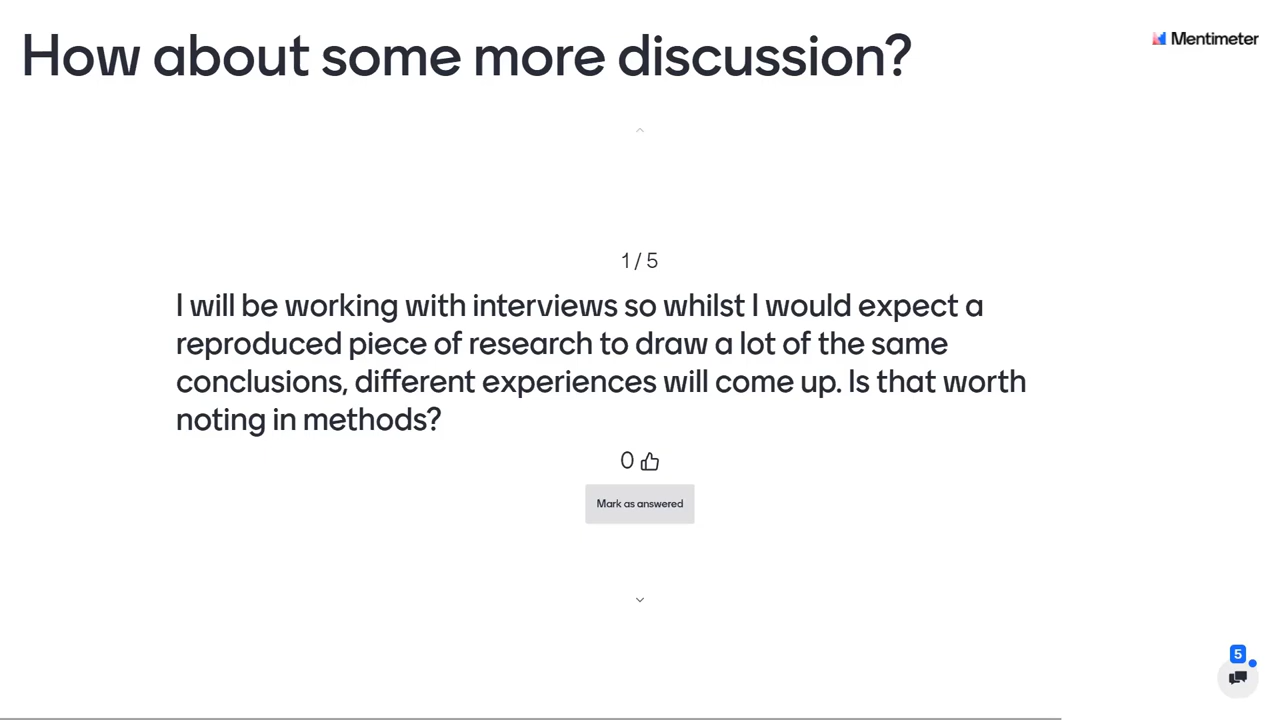 How about some more discussion?
Mentimeter
1 / 5
I will be working with interviews so whilst I would expect a
reproduced piece of research to draw a lot of the same
conclusions, different experiences will come up. Is that worth
noting in methods?
0
Mark as answered
5